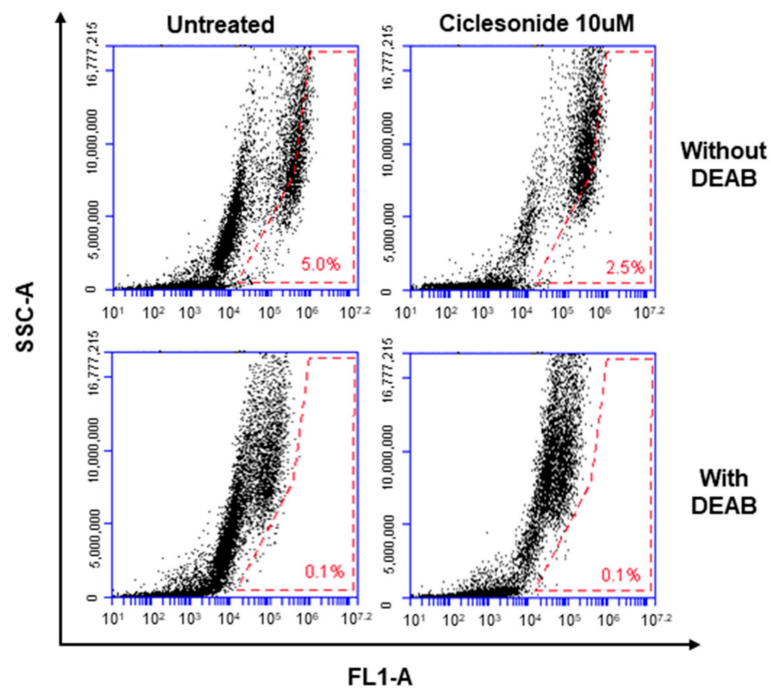 Untreated
Ciclesonide 10uM
16,777,215
10,000,000
5,000,000
0
5.0%
10¹ 10² 10³ 10⁴ 10⁵ 10⁶ 10⁷·²
16,777,215
10,000,000
5,000,000
0
2.5%
10¹ 10² 10³ 10⁴ 10⁵ 10⁶ 10⁷·²
Without
DEAB
SSC-A
16,777,215
10,000,000
5,000,000
0
0.1%
10¹ 10² 10³ 10⁴ 10⁵ 10⁶ 10⁷·²
16,777,215
10,000,000
5,000,000
0
0.1%
10¹ 10² 10³ 10⁴ 10⁵ 10⁶ 10⁷·²
With
DEAB
FL1-A